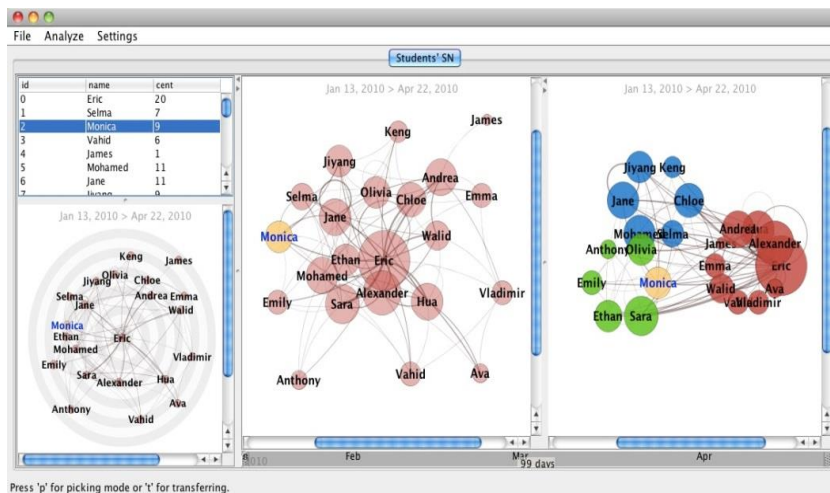 File Analyze Settings
Students' SN
id name cent
0 Eric 20
1 Selma 7
2 Monica 9
3 Vahid 6
4 James 1
5 Mohamed 11
6 Jane 11
7 Jiyang 9
Jan 13, 2010 > Apr 22, 2010
Keng
James
Olivia
Jiyang
Chloe
Selma
Andrea
Emma
Jane
Walid
Monica
Ethan
Eric
Mohamed
Vladimir
Emily
Sara
Alexander
Hua
Anthony
Ava
Vahid
Jan 13, 2010 > Apr 22, 2010
James
Keng
Jiyang
Andrea
Selma
Olivia
Chloe
Emma
Jane
Monica
Walid
Ethan
Eric
Mohamed
Alexander
Vladimir
Emily
Sara
Hua
Anthony
Vahid
Ava
Jan 13, 2010 > Apr 22, 2010
Jiyang
Keng
Jane
Chloe
Mohamed
Selma
Andrea
James
Alexander
Anthony
Olivia
Emma
Eric
Emily
Monica
Walid
Ava
Vladimir
Ethan
Sara
2010
Feb
Mar
99 days
Apr
Press 'p' for picking mode or 't' for transferring.